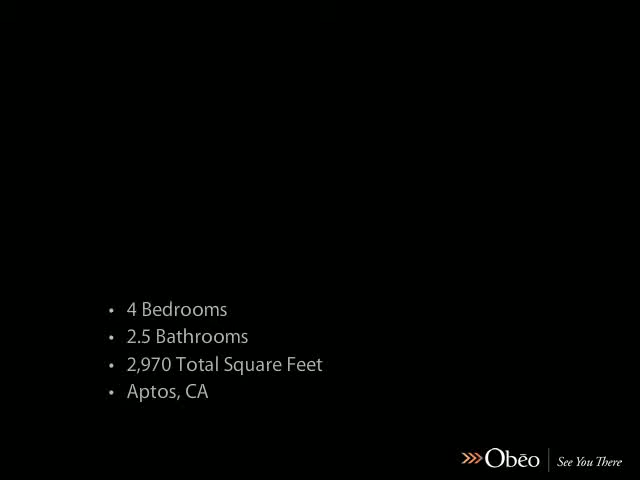 • 4 Bedrooms
• 2.5 Bathrooms
• 2,970 Total Square Feet
• Aptos, CA
Obēo | See You There